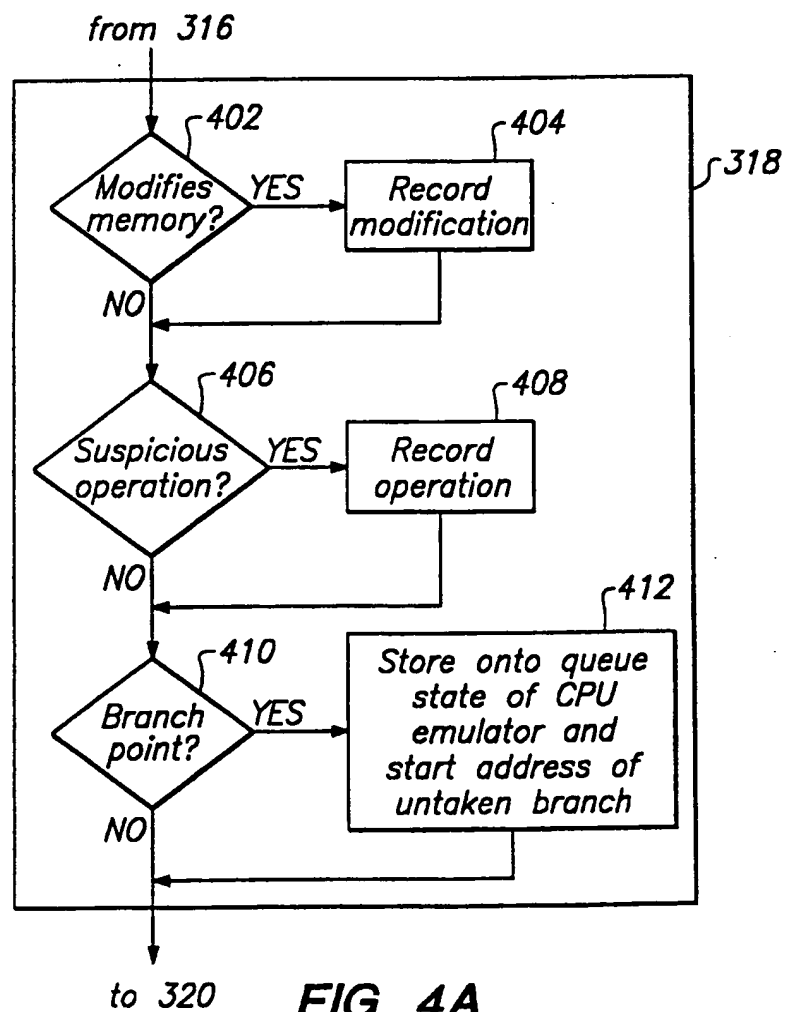 from 316
402
404
318
Modifies
memory?
YES
Record
modification
NO
406
408
Suspicious
operation?
YES
Record
operation
NO
412
410
Branch
point?
YES
Store onto queue
state of CPU
emulator and
start address of
untaken branch
NO
to 320
FIG. 4A